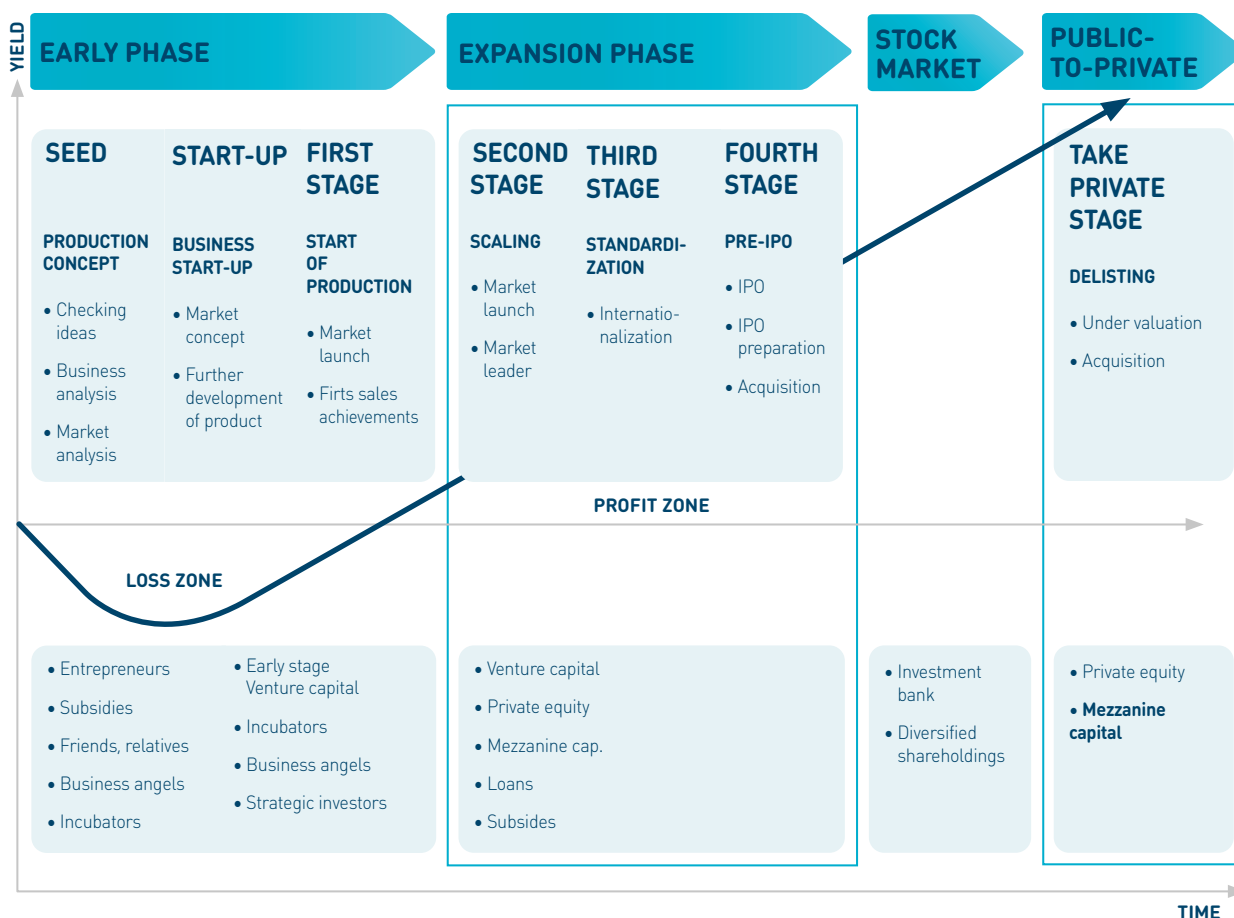 YIELD
EARLY PHASE
EXPANSION PHASE
STOCK
MARKET
PUBLIC-
TO-PRIVATE
SEED
PRODUCTION
CONCEPT
• Checking
ideas
• Business
analysis
• Market
analysis
START-UP
BUSINESS
START-UP
• Market
concept
• Further
development
of product
FIRST
STAGE
START
OF
PRODUCTION
• Market
launch
• Firts sales
achievements
SECOND
STAGE
SCALING
• Market
launch
• Market
leader
THIRD
STAGE
STANDARDI-
ZATION
• Internatio-
nalization
FOURTH
STAGE
PRE-IPO
• IPO
• IPO
preparation
• Acquisition
TAKE
PRIVATE
STAGE
DELISTING
• Under valuation
• Acquisition
PROFIT ZONE
LOSS ZONE
• Entrepreneurs
• Subsidies
• Friends, relatives
• Business angels
• Incubators
• Early stage
Venture capital
• Incubators
• Business angels
• Strategic investors
• Venture capital
• Private equity
• Mezzanine cap.
• Loans
• Subsides
• Investment
bank
• Diversified
shareholdings
• Private equity
• Mezzanine
capital
TIME